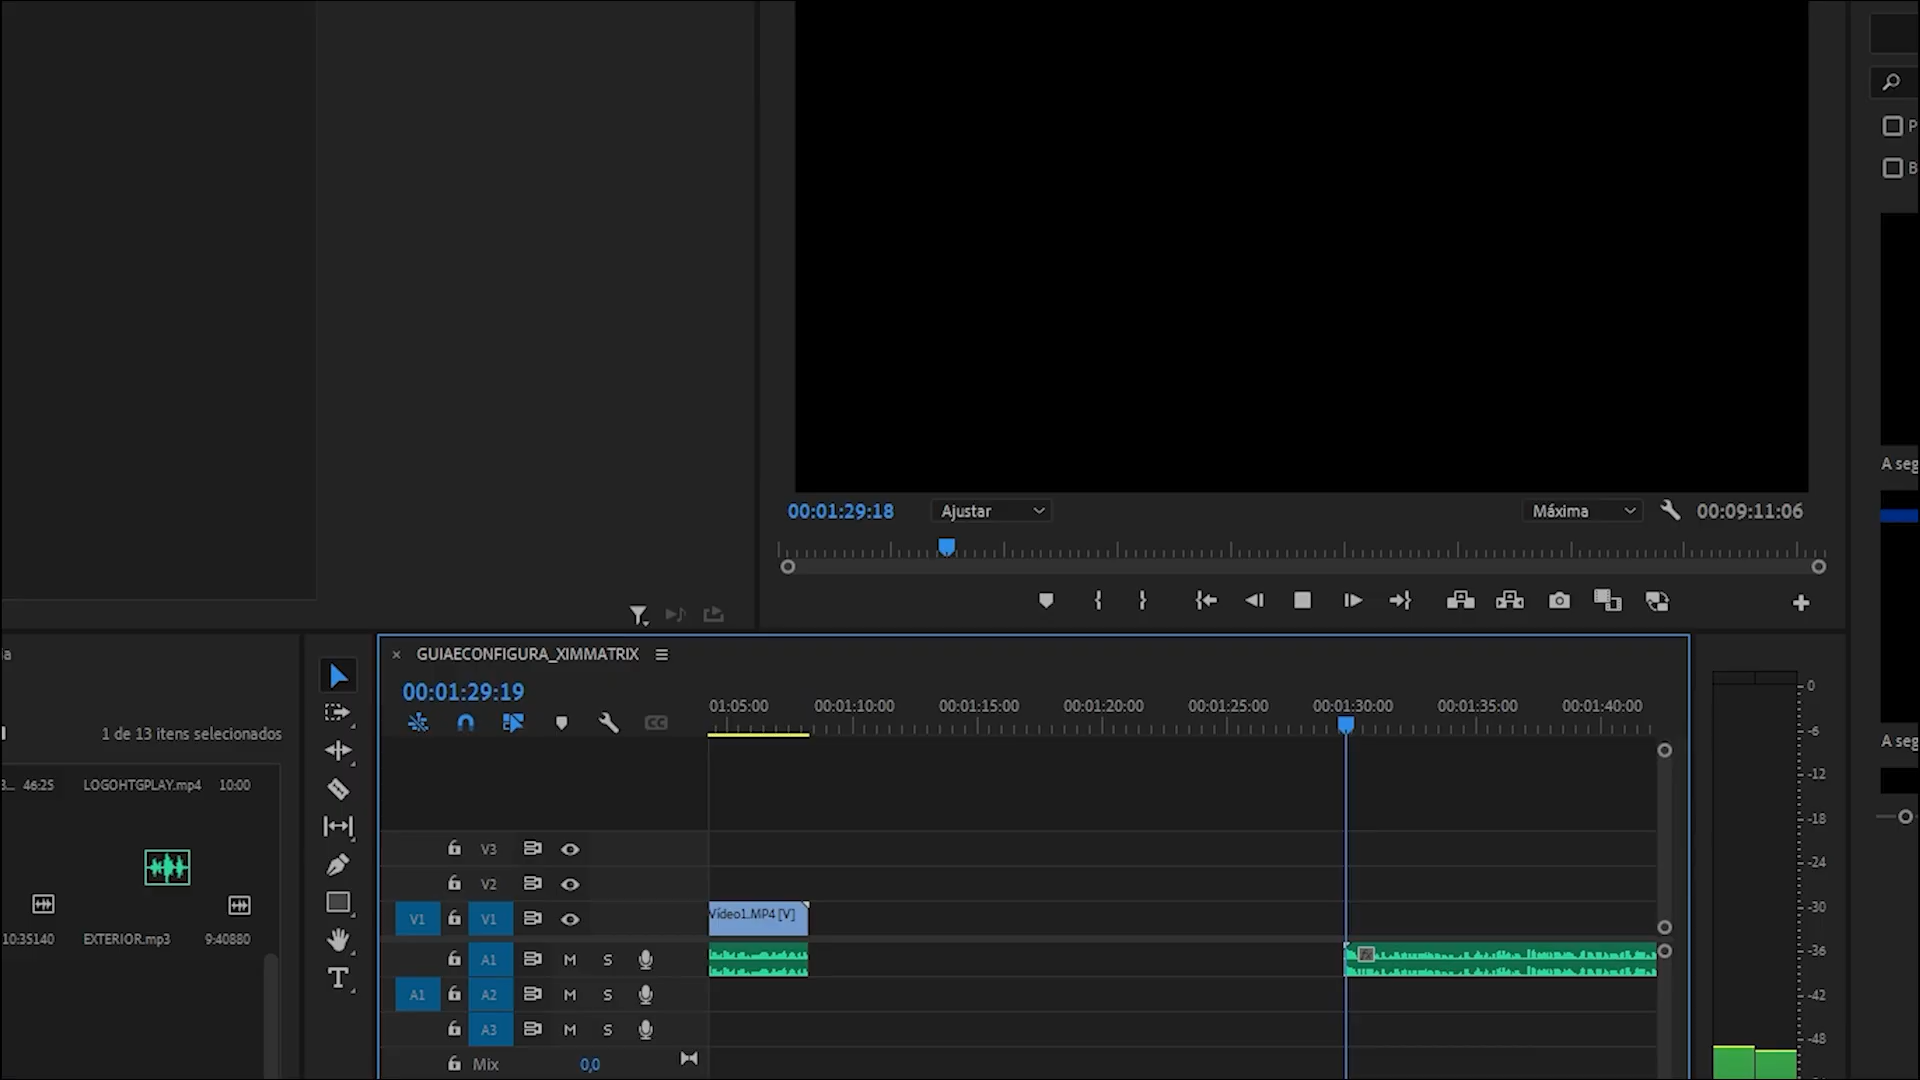 P
B
A seg
00:01:29:18
Ajustar
Máxima
00:09:11:06
A seg
GUIAECONFIGURA_XIMMATRIX
00:01:29:19
01:05:00
00:01:10:00
00:01:15:00
00:01:20:00
00:01:25:00
00:01:30:00
00:01:35:00
00:01:40:00
1 de 13 itens selecionados
3... 46:25
LOGOHTGPLAY.mp4 10:00
10:35140
EXTERIOR.mp3 9:40880
T
CC
V3
V2
V1 V1
Vídeo1.MP4 [V]
A1 M S
A1 A2 M S
A3 M S
Mix 0,0
0
-6
-12
-18
-24
-30
-36
-42
-48